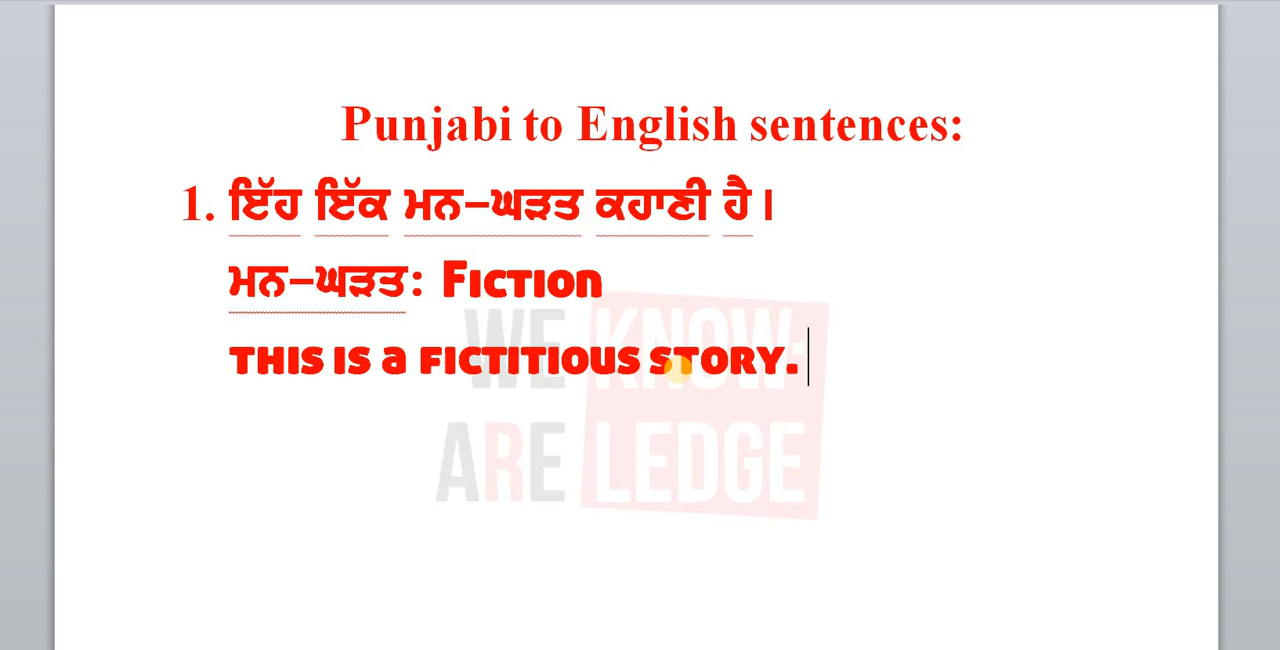 Punjabi to English sentences:
1. ਇੱਹ ਇੱਕ ਮਨ-ਘੜਤ ਕਹਾਣੀ ਹੈ।
ਮਨ-ਘੜਤ: Fiction
THIS IS a FICTITIOUS STORY.
WE KNOW-
ARE LEDGE